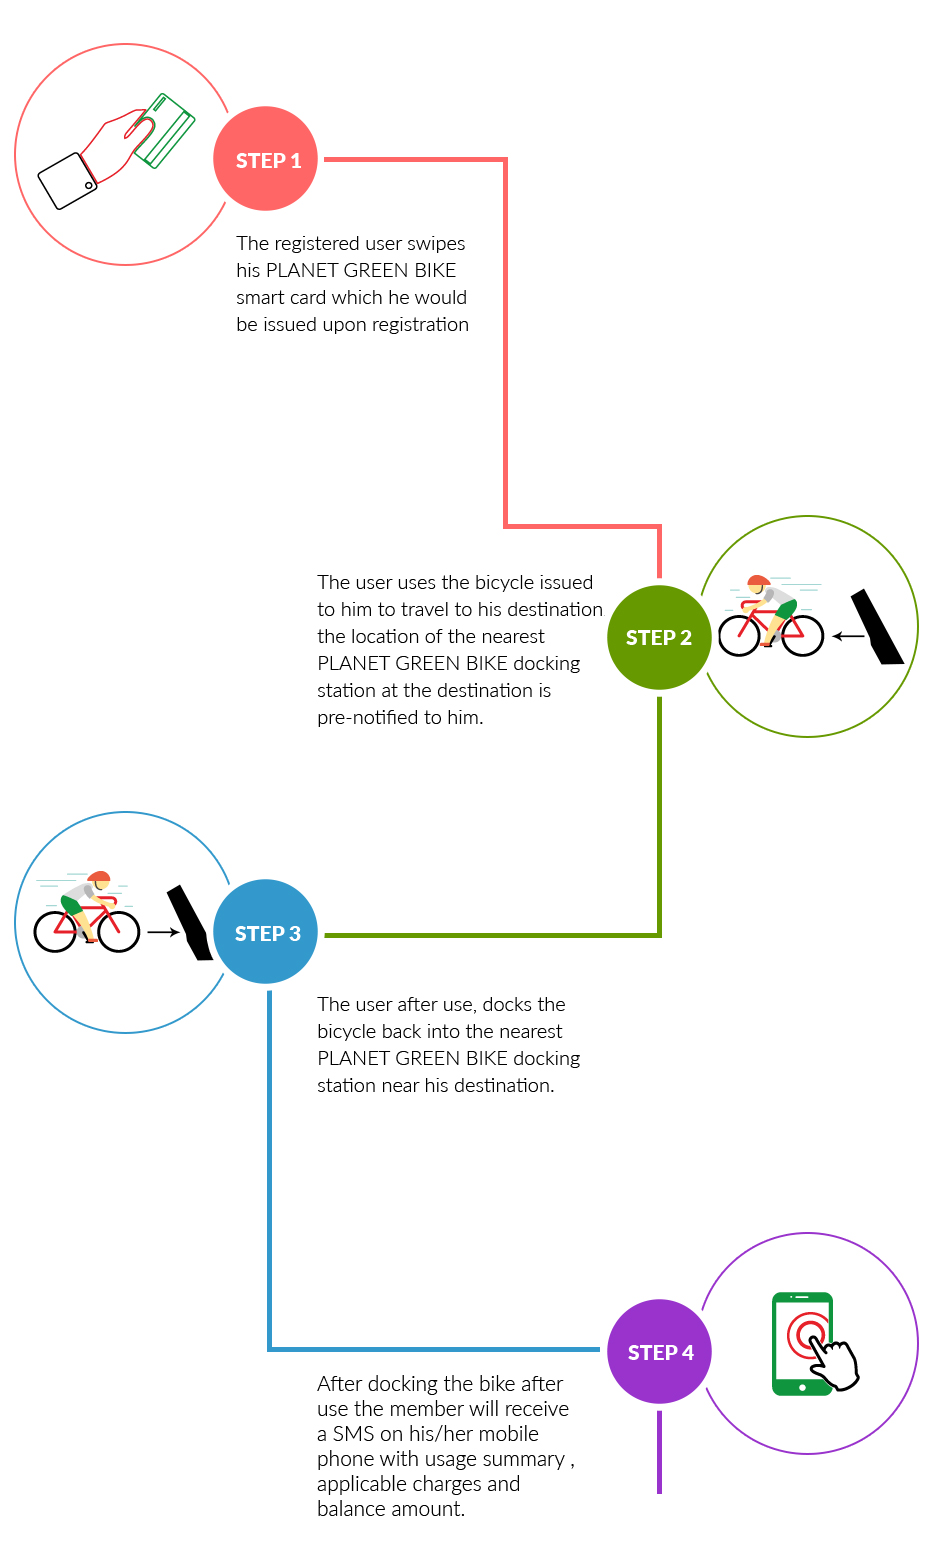 STEP 1
The registered user swipes
his PLANET GREEN BIKE
smart card which he would
be issued upon registration
The user uses the bicycle issued
to him to travel to his destination
the location of the nearest
PLANET GREEN BIKE docking
station at the destination is
pre-notified to him.
STEP 2
STEP 3
The user after use, docks the
bicycle back into the nearest
PLANET GREEN BIKE docking
station near his destination.
STEP 4
After docking the bike after
use the member will receive
a SMS on his/her mobile
phone with usage summary ,
applicable charges and
balance amount.